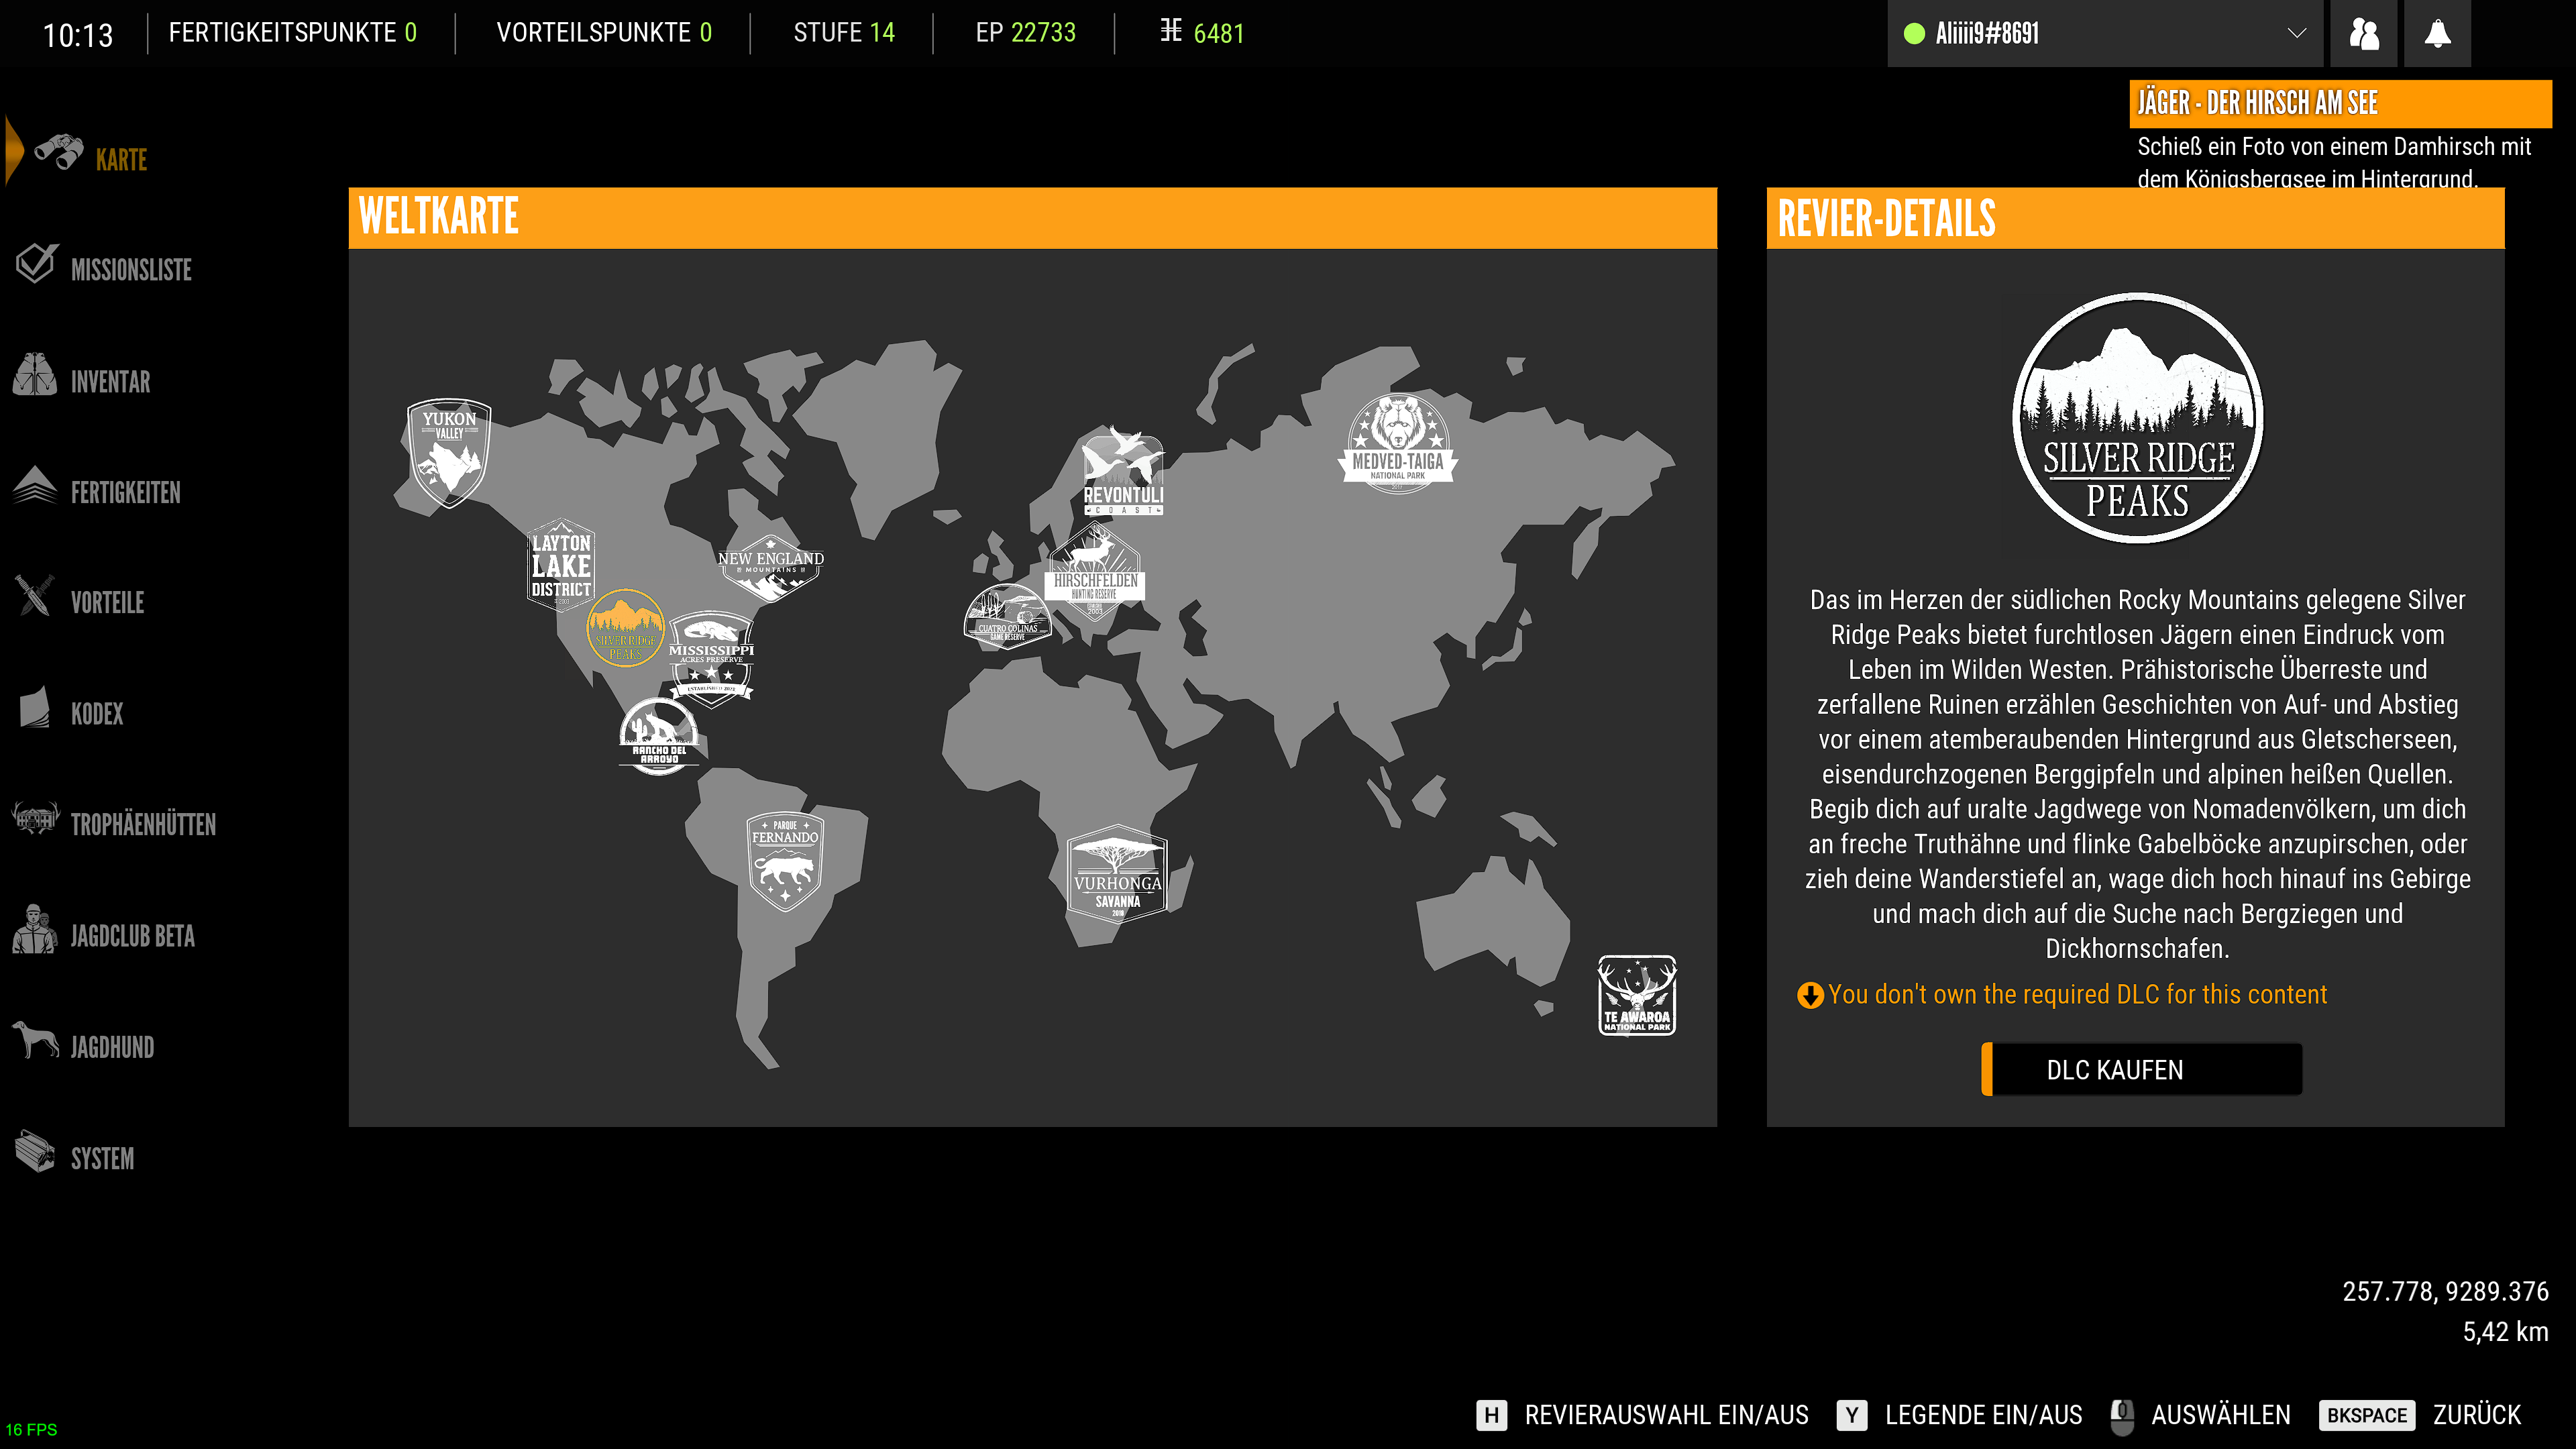 10:13
FERTIGKEITSPUNKTE 0
VORTEILSPUNKTE 0
STUFE 14
EP 22733
6481
Aliiii9#8691
JÄGER - DER HIRSCH AM SEE
Schieß ein Foto von einem Damhirsch mit
dem Königsbergsee im Hintergrund.
KARTE
MISSIONSLISTE
INVENTAR
FERTIGKEITEN
VORTEILE
KODEX
TROPHÄENHÜTTEN
JAGDCLUB BETA
JAGDHUND
SYSTEM
WELTKARTE
YUKON
VALLEY
LAYTON
LAKE
DISTRICT
NEW ENGLAND
MOUNTAINS
SILVER RIDGE
PEAKS
MISSISSIPPI
ACRES PRESERVE
RANCHO DEL
ARROYO
PARQUE
FERNANDO
REVONTULI
COAST
HIRSCHFELDEN
HUNTING RESERVE
CUATRO COLINAS
GAME RESERVE
MEDVED-TAIGA
NATIONAL PARK
VURHONGA
SAVANNA
TE AWAROA
NATIONAL PARK
REVIER-DETAILS
SILVER RIDGE
PEAKS
Das im Herzen der südlichen Rocky Mountains gelegene Silver
Ridge Peaks bietet furchtlosen Jägern einen Eindruck vom
Leben im Wilden Westen. Prähistorische Überreste und
zerfallene Ruinen erzählen Geschichten von Auf- und Abstieg
vor einem atemberaubenden Hintergrund aus Gletscherseen,
eisendurchzogenen Berggipfeln und alpinen heißen Quellen.
Begib dich auf uralte Jagdwege von Nomadenvölkern, um dich
an freche Truthähne und flinke Gabelböcke anzupirschen, oder
zieh deine Wanderstiefel an, wage dich hoch hinauf ins Gebirge
und mach dich auf die Suche nach Bergziegen und
Dickhornschafen.
You don't own the required DLC for this content
DLC KAUFEN
257.778, 9289.376
5,42 km
H REVIERAUSWAHL EIN/AUS
Y LEGENDE EIN/AUS
AUSWÄHLEN
BKSPACE ZURÜCK
16 FPS